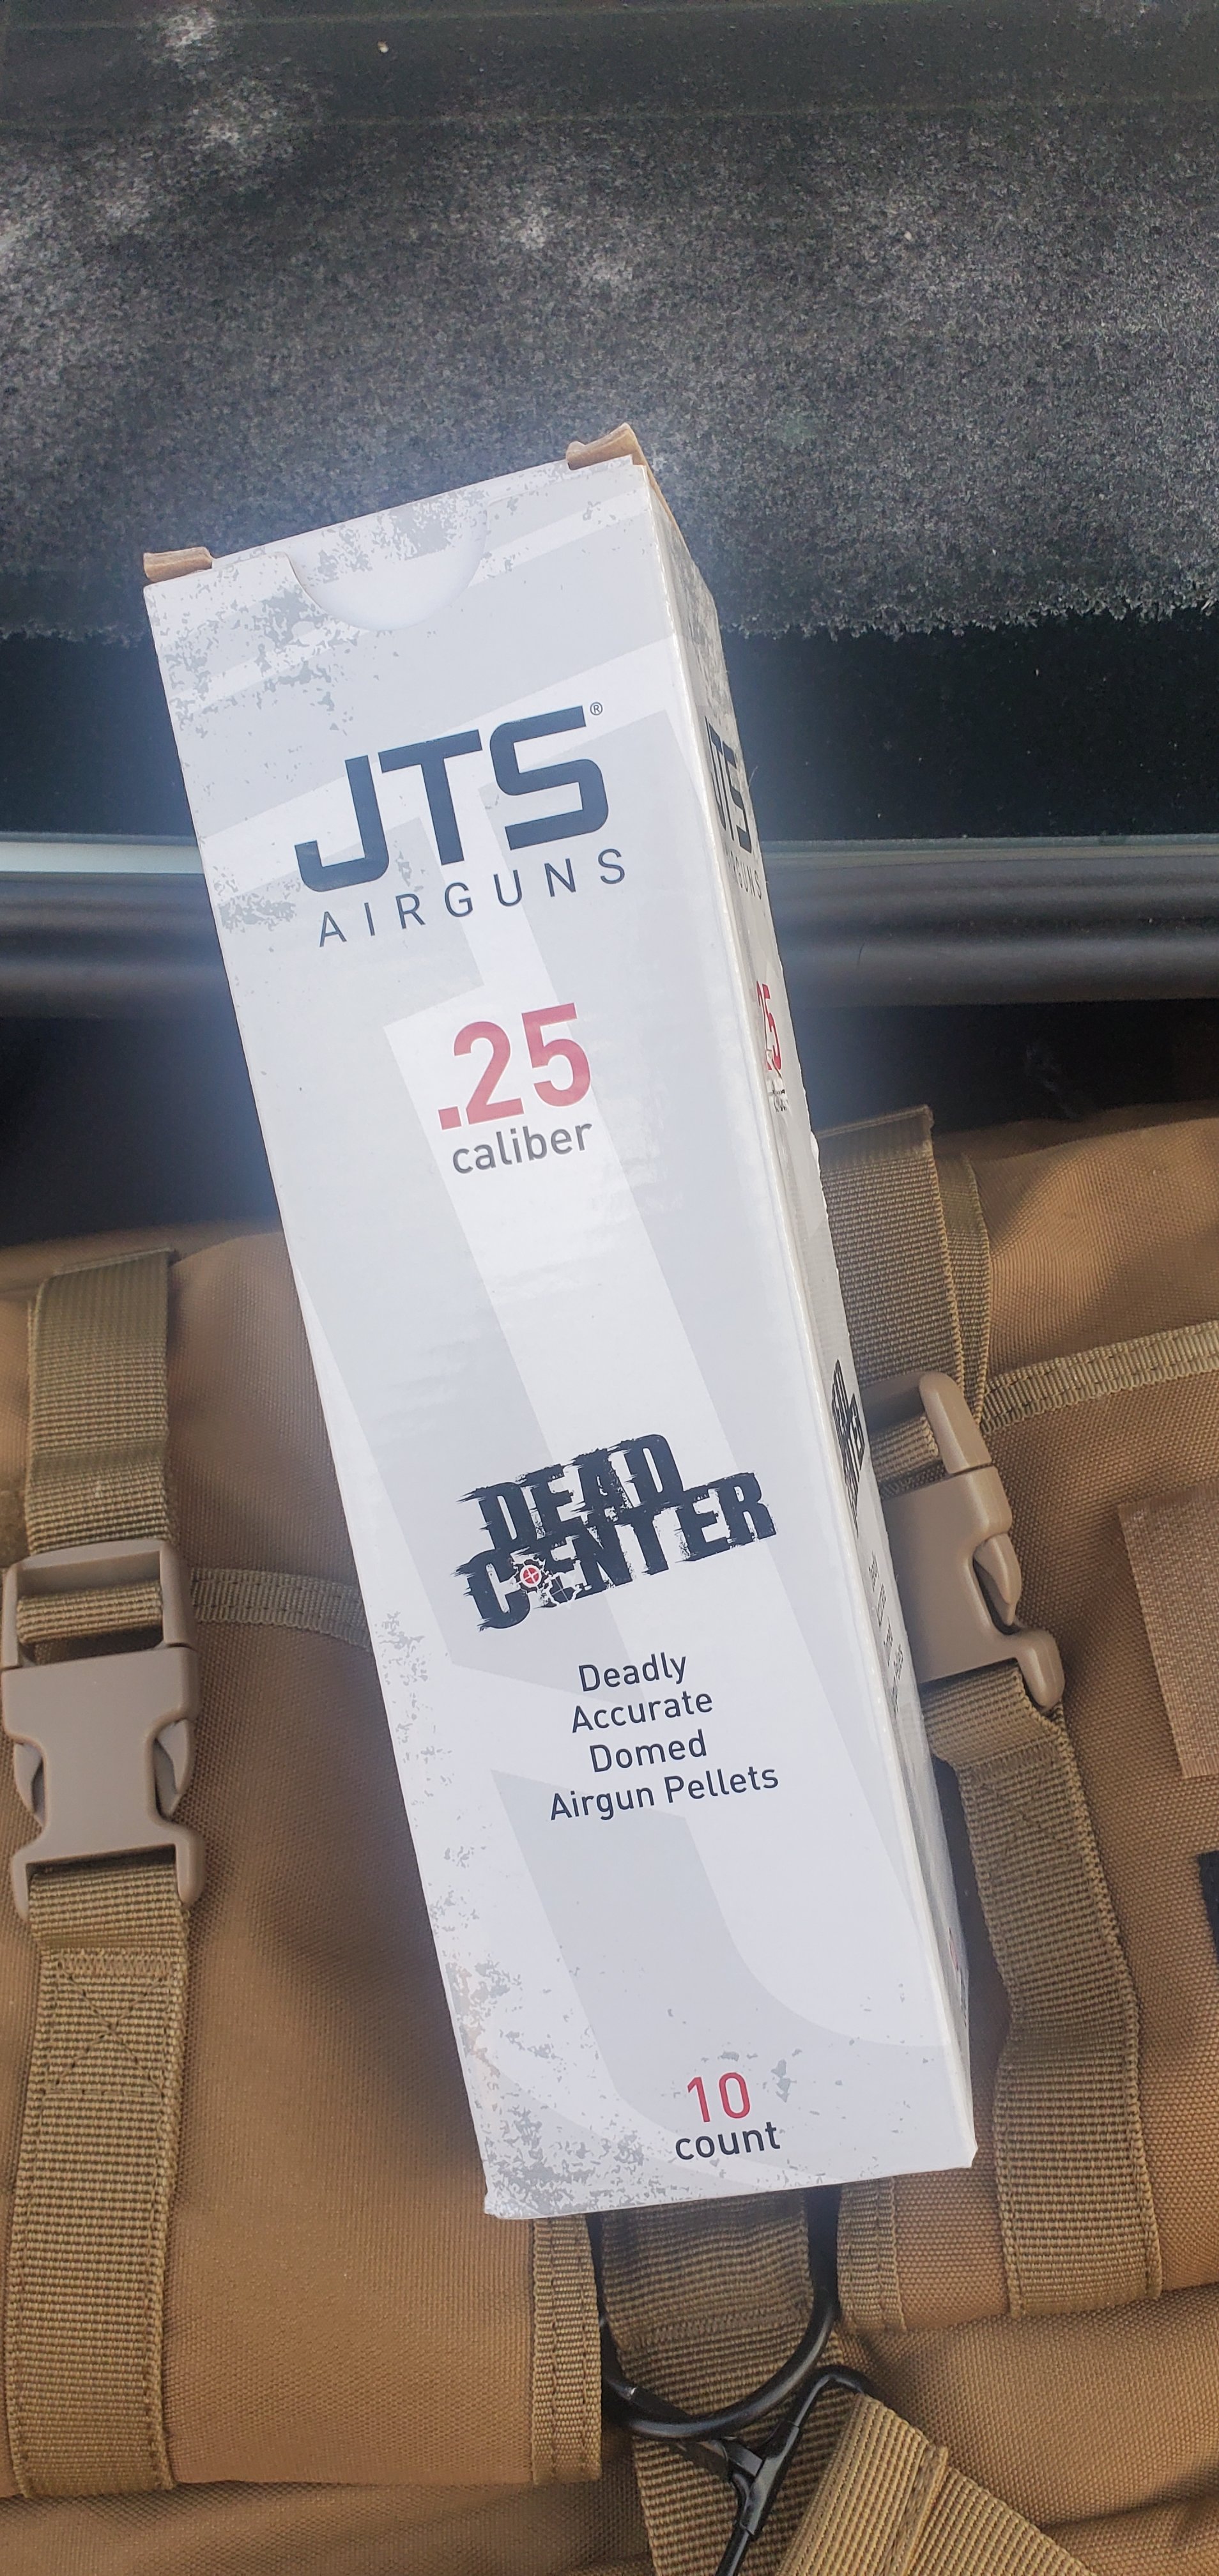 JTS®
AIRGUNS
.25
caliber
DEAD
CENTER
Deadly
Accurate
Domed
Airgun Pellets
10
count